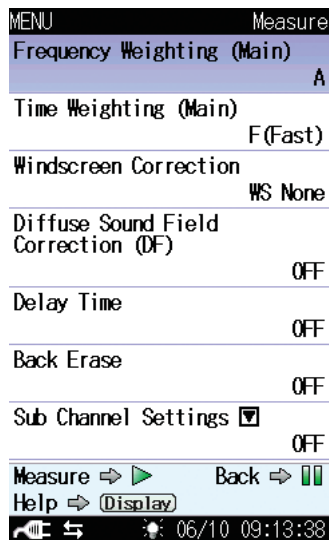 MENU Measure
Frequency Weighting (Main)
A
Time Weighting (Main)
F(Fast)
Windscreen Correction
WS None
Diffuse Sound Field
Correction (DF)
OFF
Delay Time
OFF
Back Erase
OFF
Sub Channel Settings ▼
OFF
Measure ⇨ ▷ Back ⇨ ▯▯
Help ⇨ (Display)
06/10 09:13:38